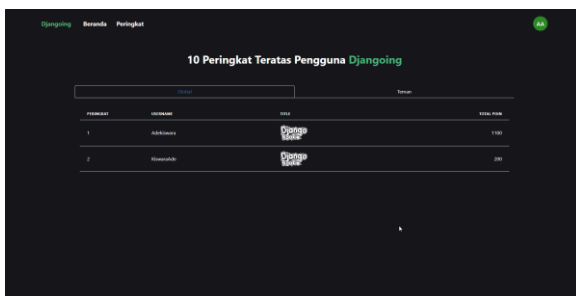 Djangoing Beranda Peringkat AA
10 Peringkat Teratas Pengguna Djangoing
Global Teman
PERINGKAT USERNAME TITLE TOTAL POIN
1 Adekiswara Django 1100
2 KiswaraAde Django 200